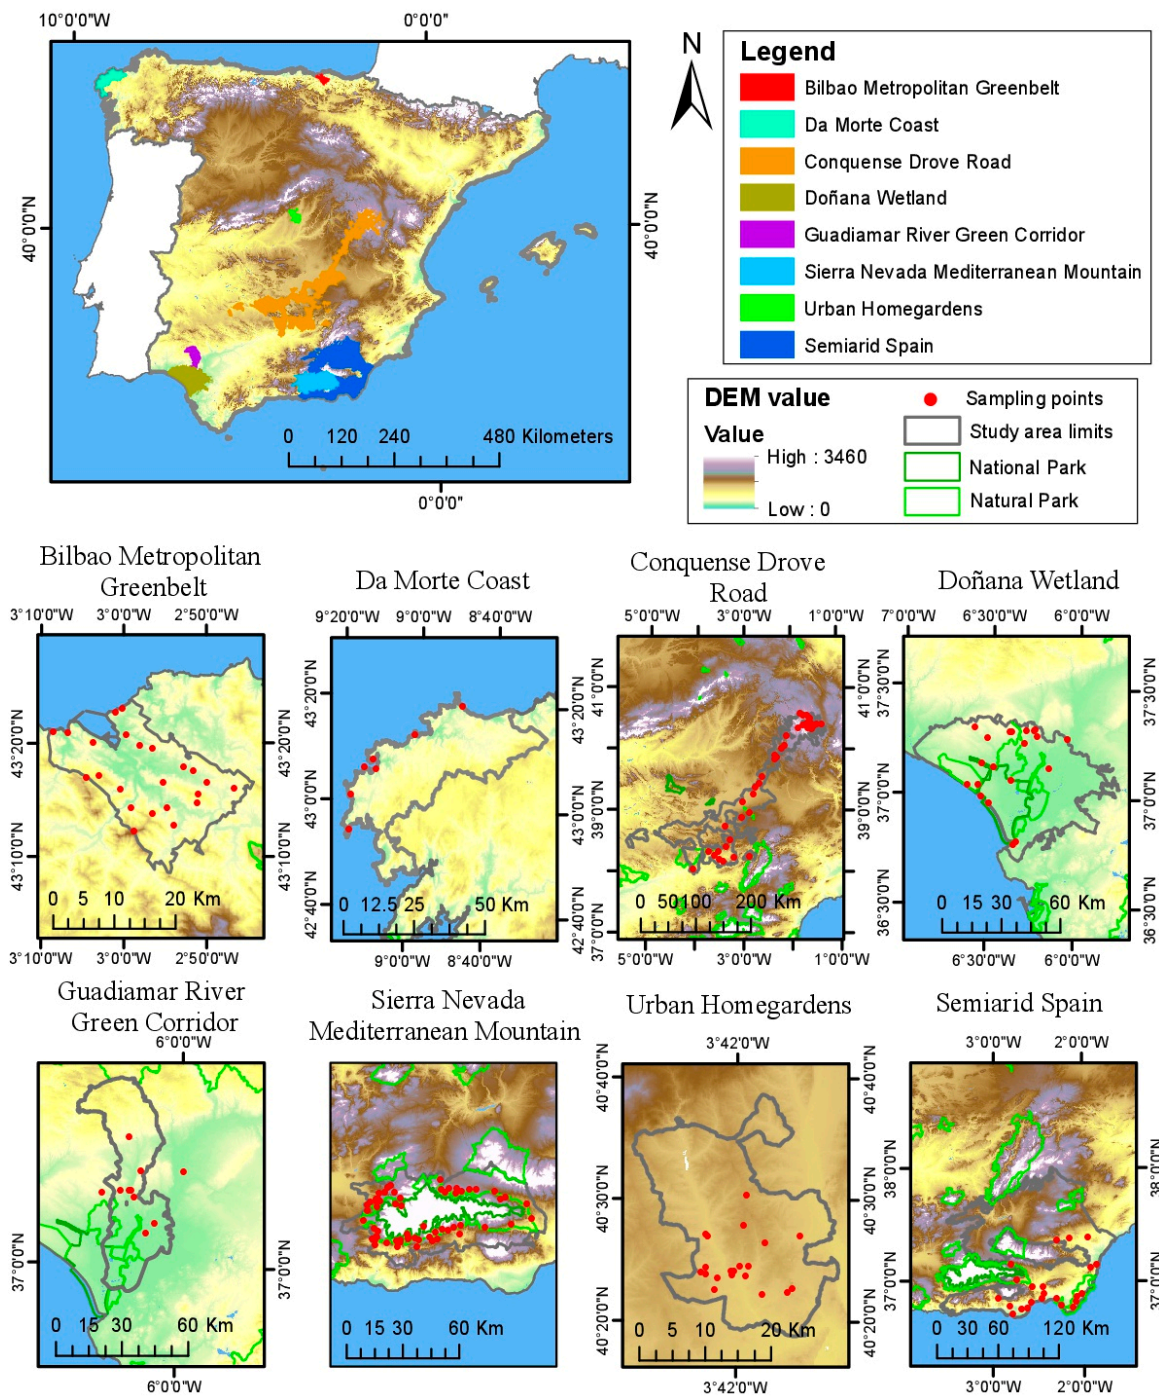 10°0'0"W
0°0'0"
40°0'0"N
40°0'0"N
0 120 240 480 Kilometers
0°0'0"
N
Legend
Bilbao Metropolitan Greenbelt
Da Morte Coast
Conquense Drove Road
Doñana Wetland
Guadiamar River Green Corridor
Sierra Nevada Mediterranean Mountain
Urban Homegardens
Semiarid Spain
DEM value
Value
High : 3460
Low : 0
Sampling points
Study area limits
National Park
Natural Park
Bilbao Metropolitan
Greenbelt
3°10'0"W 3°0'0"W 2°50'0"W
43°20'0"N
43°10'0"N
43°20'0"N
43°10'0"N
0 5 10 20 Km
3°10'0"W 3°0'0"W 2°50'0"W
Da Morte Coast
9°20'0"W 9°0'0"W 8°40'0"W
43°20'0"N
43°0'0"N
42°40'0"N
43°20'0"N
43°0'0"N
42°40'0"N
0 12.5 25 50 Km
9°0'0"W 8°40'0"W
Conquense Drove
Road
5°0'0"W 3°0'0"W 1°0'0"W
41°0'0"N
39°0'0"N
37°0'0"N
41°0'0"N
39°0'0"N
37°0'0"N
0 50 100 200 Km
5°0'0"W 3°0'0"W 1°0'0"W
Doñana Wetland
7°0'0"W 6°30'0"W 6°0'0"W
37°30'0"N
37°0'0"N
36°30'0"N
37°30'0"N
37°0'0"N
36°30'0"N
0 15 30 60 Km
6°30'0"W 6°0'0"W
Guadiamar River
Green Corridor
6°0'0"W
37°0'0"N
37°0'0"N
0 15 30 60 Km
6°0'0"W
Sierra Nevada
Mediterranean Mountain
0 15 30 60 Km
Urban Homegardens
3°42'0"W
40°40'0"N
40°30'0"N
40°20'0"N
40°40'0"N
40°30'0"N
40°20'0"N
0 5 10 20 Km
3°42'0"W
Semiarid Spain
3°0'0"W 2°0'0"W
38°0'0"N
37°0'0"N
38°0'0"N
37°0'0"N
0 30 60 120 Km
3°0'0"W 2°0'0"W